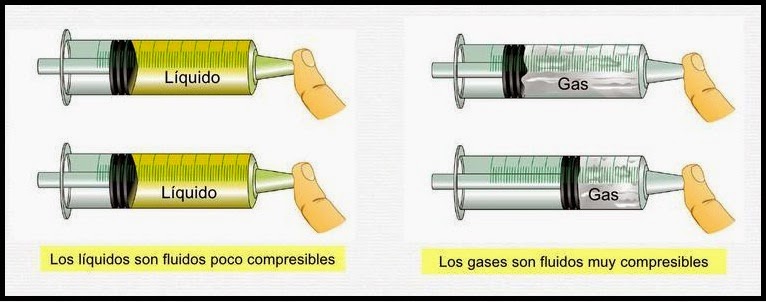 Líquido
Líquido
Los líquidos son fluidos poco compresibles
Gas
Gas
Los gases son fluidos muy compresibles